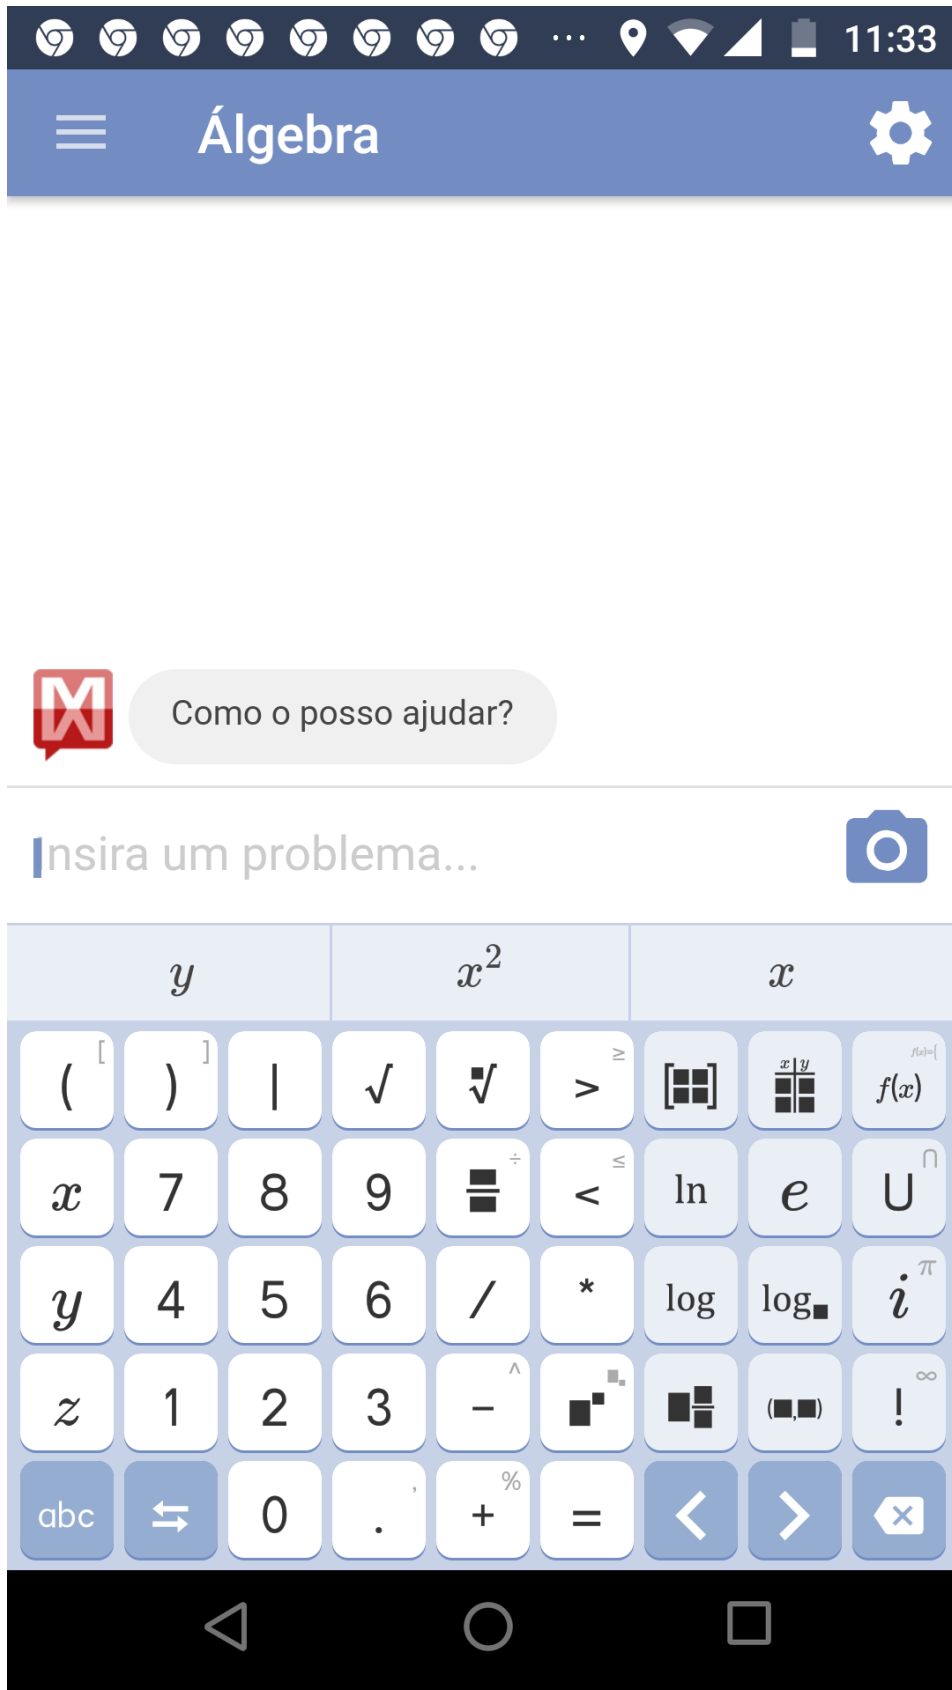 11:33
Álgebra
Como o posso ajudar?
Insira um problema...
y x² x
( [ ) ] | √ ■√ > ≥ [■■] x y f(x) f(x)={
x 7 8 9 ÷ < ≤ ln e U ∩
y 4 5 6 / * log log■ i π
z 1 2 3 − ^ ■■ ■■ (■,■) ! ∞
abc 0 . , + % = < >